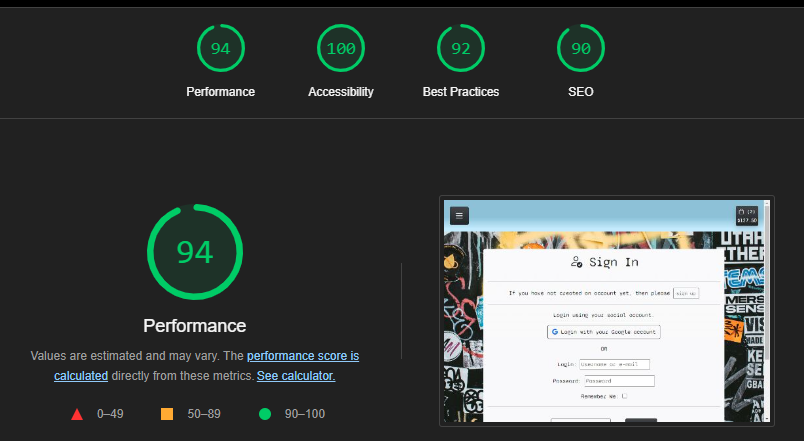 94 100 92 90
Performance Accessibility Best Practices SEO
94
Performance
Values are estimated and may vary. The performance score is
calculated directly from these metrics. See calculator.
0–49 50–89 90–100
$137.50
Sign In
If you have not created an account yet, then please sign up
Login using your social account
Login with your Google account
OR
Login: Username or e-mail
Password: Password
Remember Me: